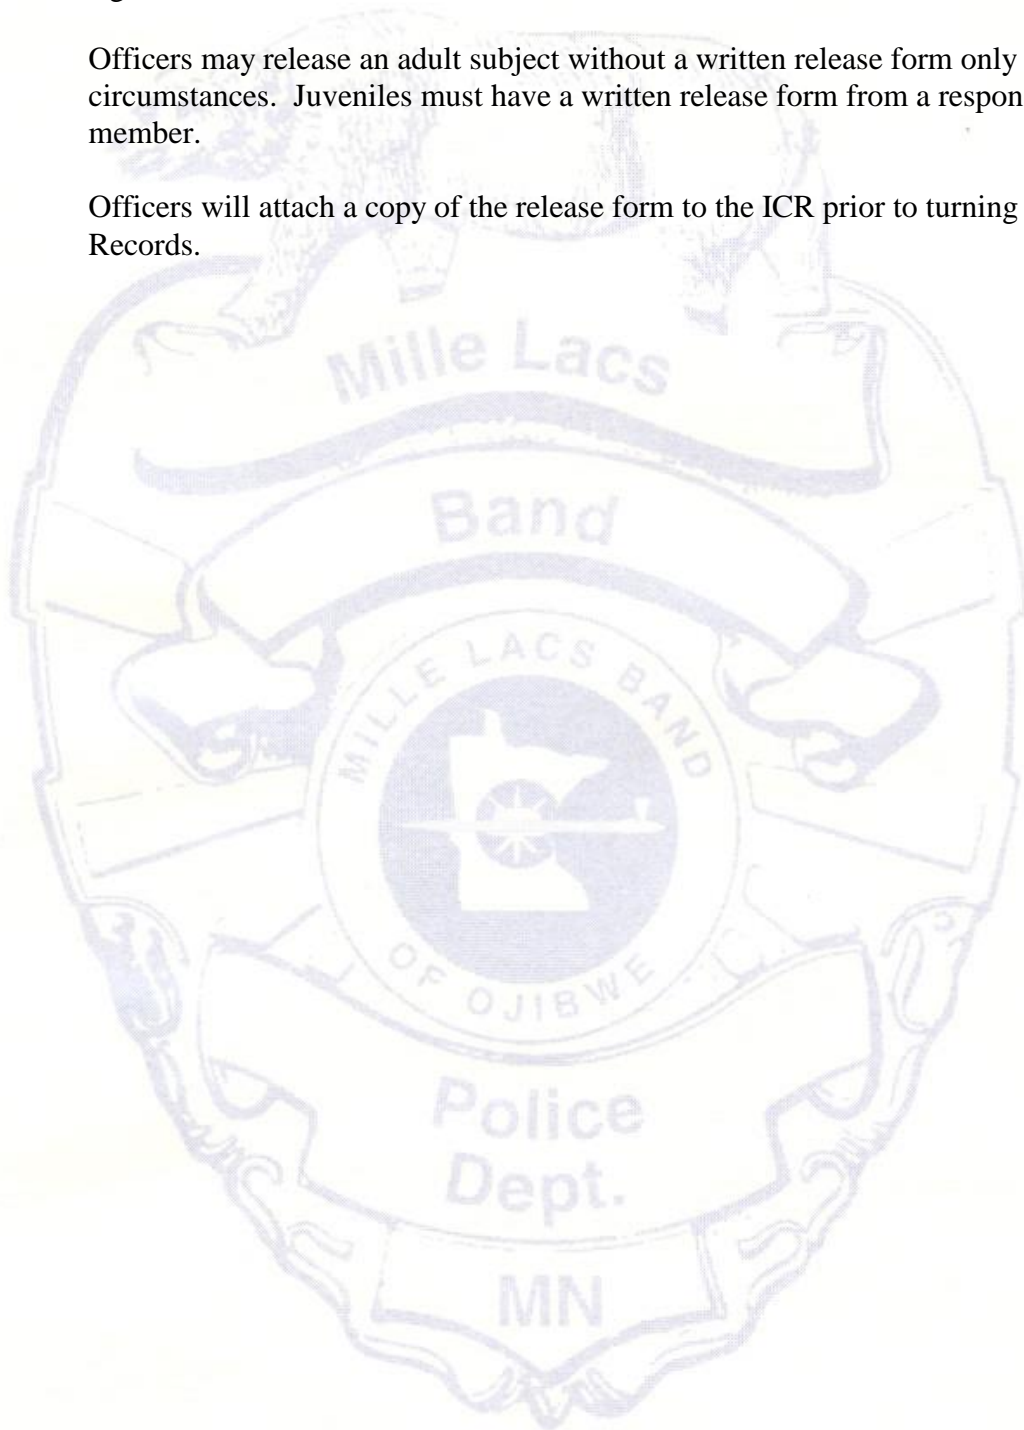 Officers may release an adult subject without a written release form only
circumstances.  Juveniles must have a written release form from a respon
member.
Officers will attach a copy of the release form to the ICR prior to turning
Records.
Mille Lacs
Band
MILLE LACS BAND
OF OJIBWE
Police
Dept.
MN